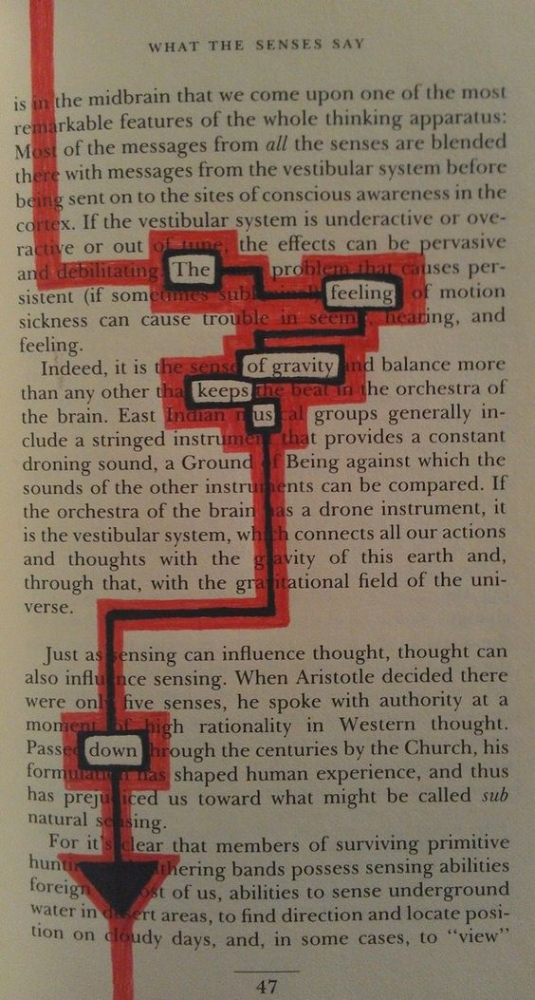 WHAT THE SENSES SAY
is in the midbrain that we come upon one of the most
remarkable features of the whole thinking apparatus:
Most of the messages from all the senses are blended
there with messages from the vestibular system before
being sent on to the sites of conscious awareness in the
cortex. If the vestibular system is underactive or ove-
ractive or out of tune, the effects can be pervasive
and debilitating. The problem that causes per-
sistent (if sometimes feeling of motion
sickness can cause trouble in seeing, hearing, and
feeling.
Indeed, it is the sense of gravity and balance more
than any other that keeps the beat in the orchestra of
the brain. East Indian musical groups generally in-
clude a stringed instrument that provides a constant
droning sound, a Ground of Being against which the
sounds of the other instruments can be compared. If
the orchestra of the brain has a drone instrument, it
is the vestibular system, which connects all our actions
and thoughts with the gravity of this earth and,
through that, with the gravitational field of the uni-
verse.
Just as sensing can influence thought, thought can
also influence sensing. When Aristotle decided there
were only five senses, he spoke with authority at a
moment of high rationality in Western thought.
Passed down through the centuries by the Church, his
formulation has shaped human experience, and thus
has prejudiced us toward what might be called sub
natural sensing.
For it's clear that members of surviving primitive
bands possess sensing abilities
foreign of us, abilities to sense underground
water in desert areas, to find direction and locate posi-
tion on cloudy days, and, in some cases, to "view"
47